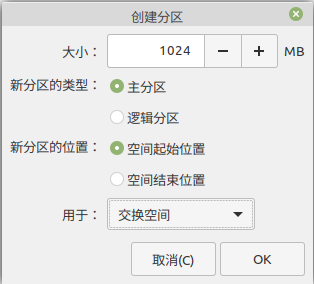 创建分区
大小： 1024 − + MB
新分区的类型： 主分区
逻辑分区
新分区的位置： 空间起始位置
空间结束位置
用于： 交换空间
取消(C) OK